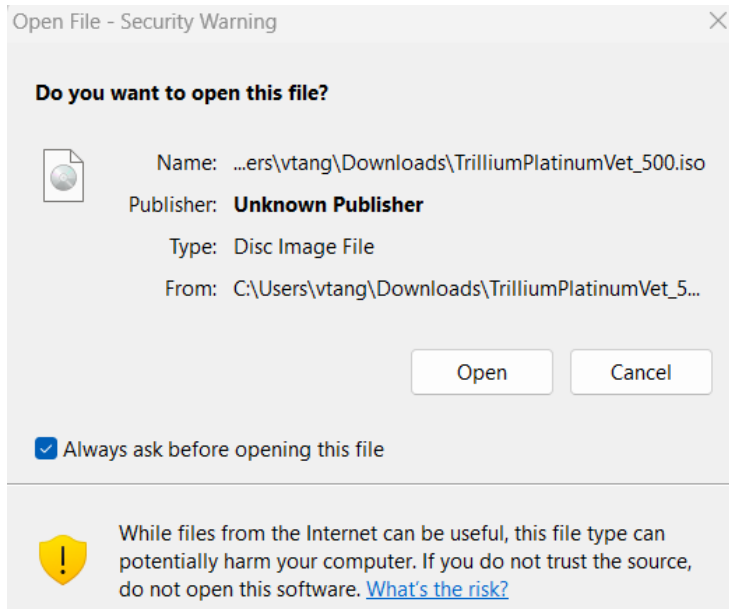 Open File - Security Warning
Do you want to open this file?
Name: ...ers\vtang\Downloads\TrilliumPlatinumVet_500.iso
Publisher: Unknown Publisher
Type: Disc Image File
From: C:\Users\vtang\Downloads\TrilliumPlatinumVet_5...
Open Cancel
Always ask before opening this file
While files from the Internet can be useful, this file type can
potentially harm your computer. If you do not trust the source,
do not open this software. What's the risk?